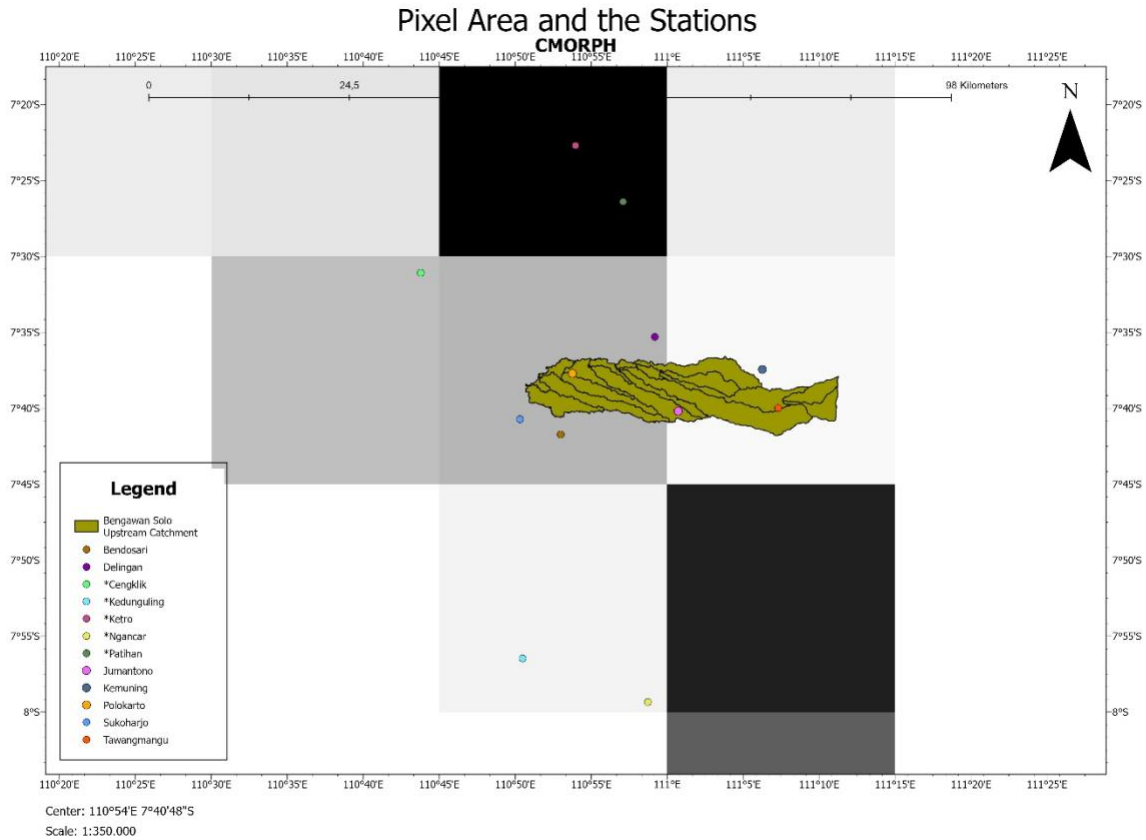 Pixel Area and the Stations
CMORPH
110°20'E 110°25'E 110°30'E 110°35'E 110°40'E 110°45'E 110°50'E 110°55'E 111°E 111°5'E 111°10'E 111°15'E 111°20'E 111°25'E
0 24,5 98 Kilometers
N
7°20'S 7°20'S
7°25'S 7°25'S
7°30'S 7°30'S
7°35'S 7°35'S
7°40'S 7°40'S
7°45'S 7°45'S
Legend
Bengawan Solo
Upstream Catchment
Bendosari
7°50'S 7°50'S
Delingan
*Cengklik
*Kedunguling
*Ketro
7°55'S 7°55'S
*Ngancar
*Patihan
Jumantono
Kemuning
Polokarto
8°S 8°S
Sukoharjo
Tawangmangu
110°20'E 110°25'E 110°30'E 110°35'E 110°40'E 110°45'E 110°50'E 110°55'E 111°E 111°5'E 111°10'E 111°15'E 111°20'E 111°25'E
Center: 110°54'E 7°40'48"S
Scale: 1:350.000